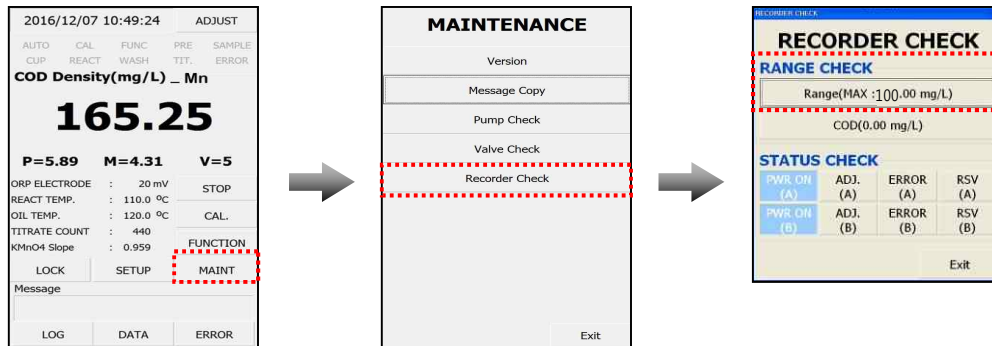 2016/12/07 10:49:24 ADJUST
AUTO CAL FUNC PRE SAMPLE
CUP REACT WASH TIT. ERROR
COD Density(mg/L) _ Mn
165.25
P=5.89 M=4.31 V=5
ORP ELECTRODE : 20 mV
STOP
REACT TEMP. : 110.0 ºC
OIL TEMP. : 120.0 ºC
CAL.
TITRATE COUNT : 440
KMnO4 Slope : 0.959
FUNCTION
LOCK SETUP MAINT
Message
LOG DATA ERROR
MAINTENANCE
Version
Message Copy
Pump Check
Valve Check
Recorder Check
Exit
RECORDER CHECK
RECORDER CHECK
RANGE CHECK
Range(MAX :100.00 mg/L)
COD(0.00 mg/L)
STATUS CHECK
PWR ON ADJ. ERROR RSV
(A) (A) (A) (A)
PWR ON ADJ. ERROR RSV
(B) (B) (B) (B)
Exit